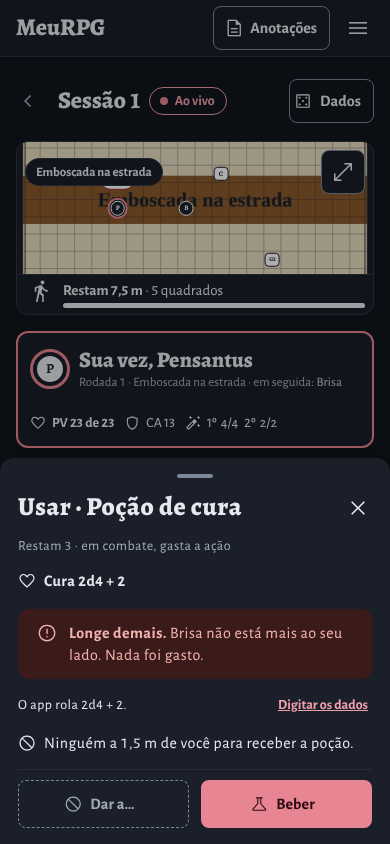 MeuRPG
Anotações
Sessão 1
Ao vivo
Dados
Emboscada na estrada
C
Emboscada na estrada
P
B
G2
Restam 7,5 m · 5 quadrados
P
Sua vez, Pensantus
Rodada 1 · Emboscada na estrada · em seguida: Brisa
PV 23 de 23
CA 13
1º 4/4 2º 2/2
Usar · Poção de cura
Restam 3 · em combate, gasta a ação
Cura 2d4 + 2
Longe demais. Brisa não está mais ao seu
lado. Nada foi gasto.
O app rola 2d4 + 2.
Digitar os dados
Ninguém a 1,5 m de você para receber a poção.
Dar a...
Beber